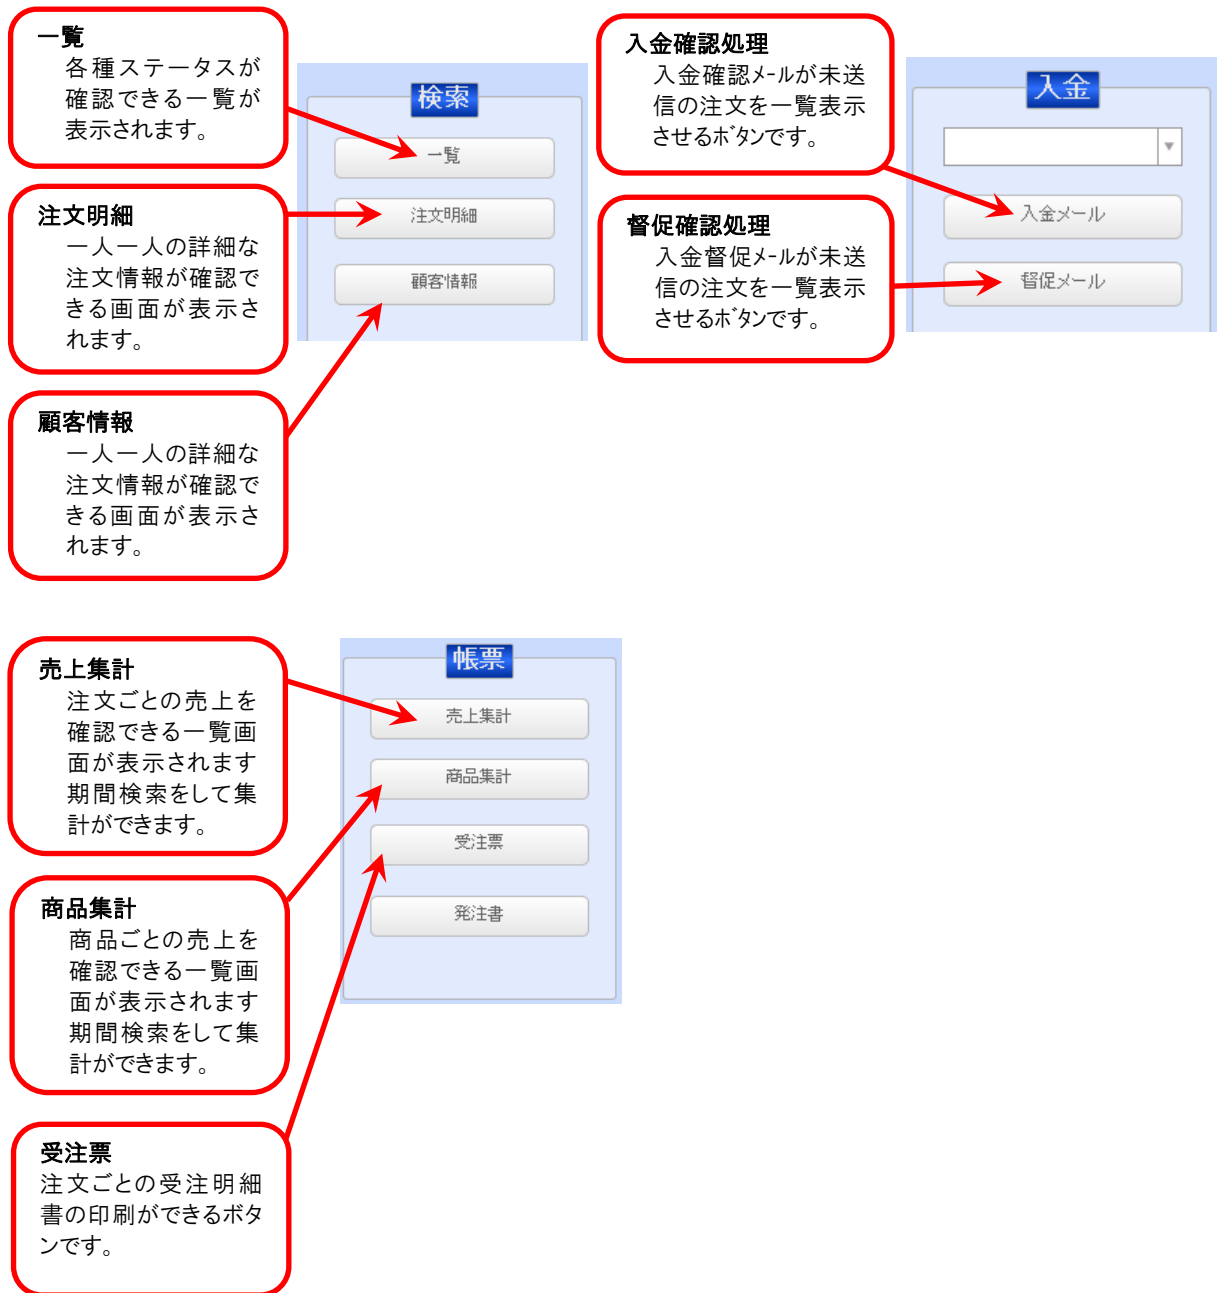 一覧
各種ステータスが
確認できる一覧が
表示されます。
注文明細
一人一人の詳細な
注文情報が確認で
きる画面が表示さ
れます。
顧客情報
一人一人の詳細な
注文情報が確認で
きる画面が表示さ
れます。
検索
一覧
注文明細
顧客情報
入金確認処理
入金確認ﾒｰﾙが未送
信の注文を一覧表示
させるﾎﾞﾀﾝです。
督促確認処理
入金督促ﾒｰﾙが未送
信の注文を一覧表示
させるﾎﾞﾀﾝです。
入金
入金メール
督促メール
売上集計
注文ごとの売上を
確認できる一覧画
面が表示されます
期間検索をして集
計ができます。
商品集計
商品ごとの売上を
確認できる一覧画
面が表示されます
期間検索をして集
計ができます。
受注票
注文ごとの受注明細
書の印刷ができるボタ
ンです。
帳票
売上集計
商品集計
受注票
発注書